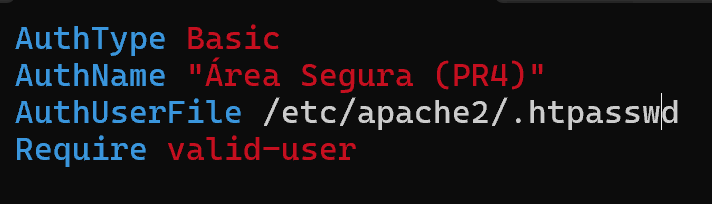 AuthType Basic
AuthName "Área Segura (PR4)"
AuthUserFile /etc/apache2/.htpasswd
Require valid-user